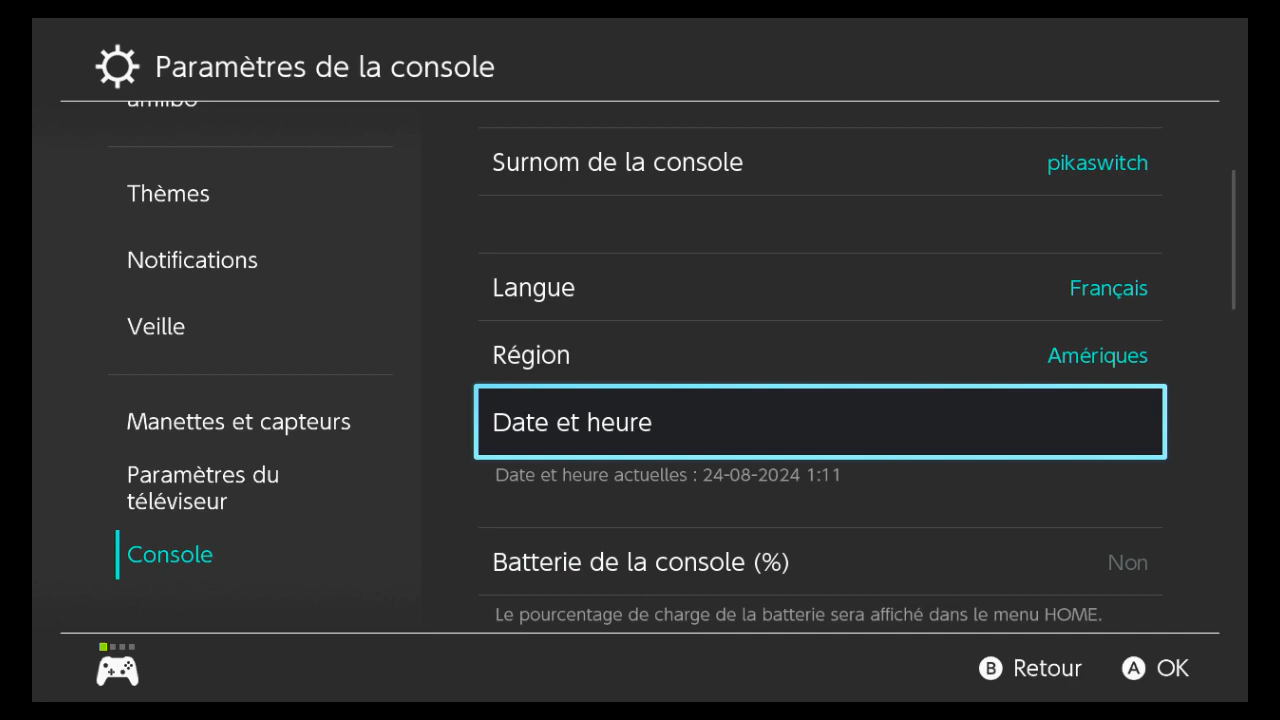 Paramètres de la console
amiibo
Thèmes
Notifications
Veille
Manettes et capteurs
Paramètres du
téléviseur
Console
Surnom de la console pikaswitch
Langue Français
Région Amériques
Date et heure
Date et heure actuelles : 24-08-2024 1:11
Batterie de la console (%) Non
Le pourcentage de charge de la batterie sera affiché dans le menu HOME.
B Retour A OK